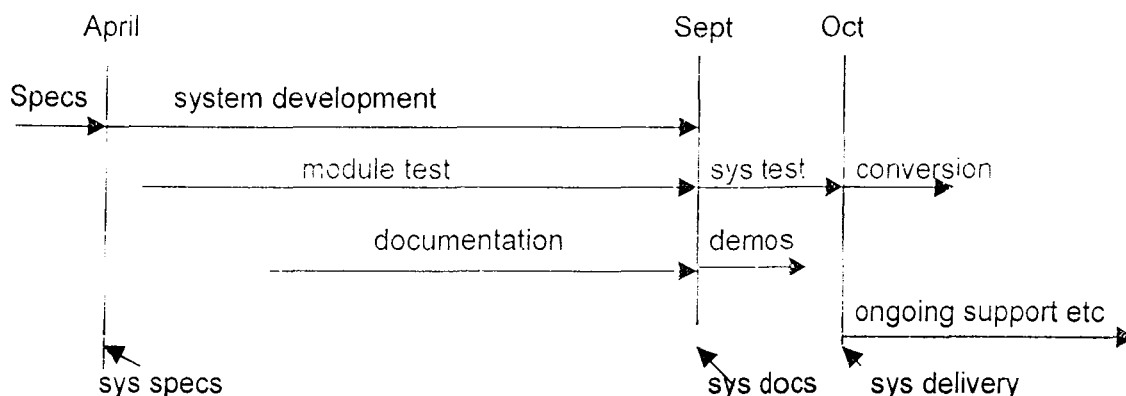 April Sept Oct
Specs system development
module test sys test conversion
documentation demos
ongoing support etc
sys specs sys docs sys delivery